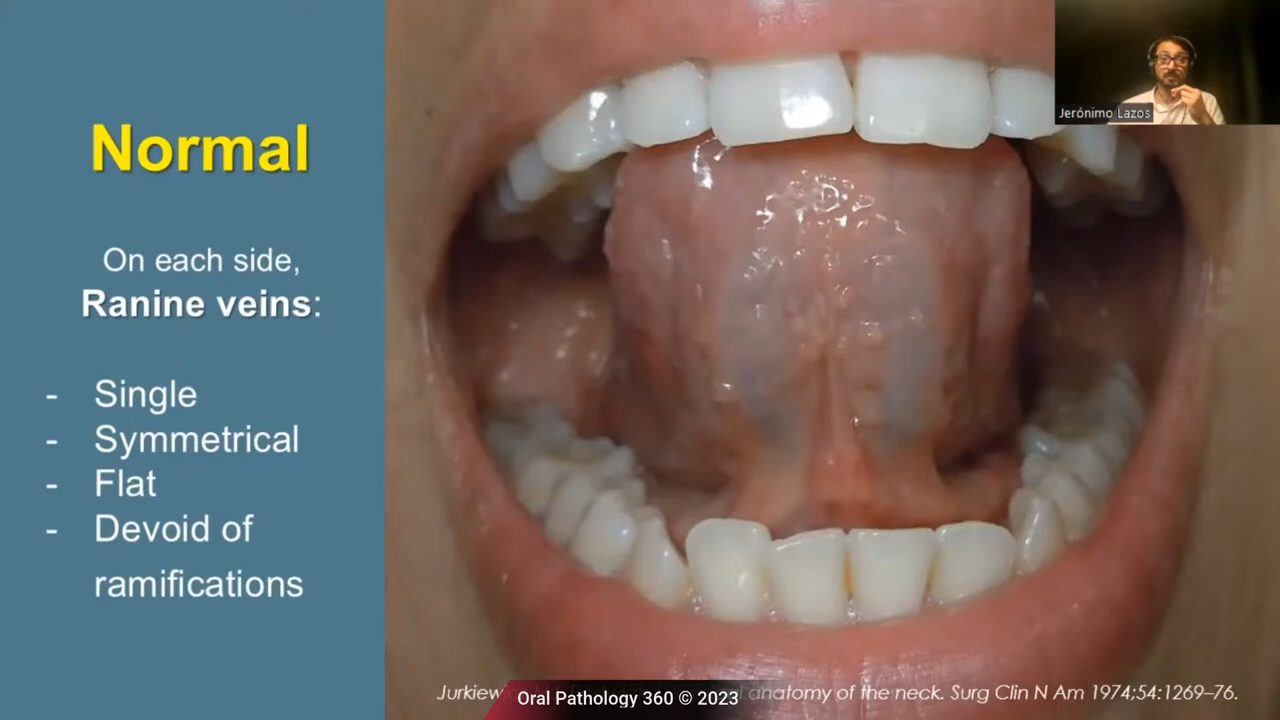 Normal
On each side,
Ranine veins:
- Single
- Symmetrical
- Flat
- Devoid of
ramifications
Jerónimo Lazos
anatomy of the neck. Surg Clin N Am 1974;54:1269–76.
Oral Pathology 360 © 2023